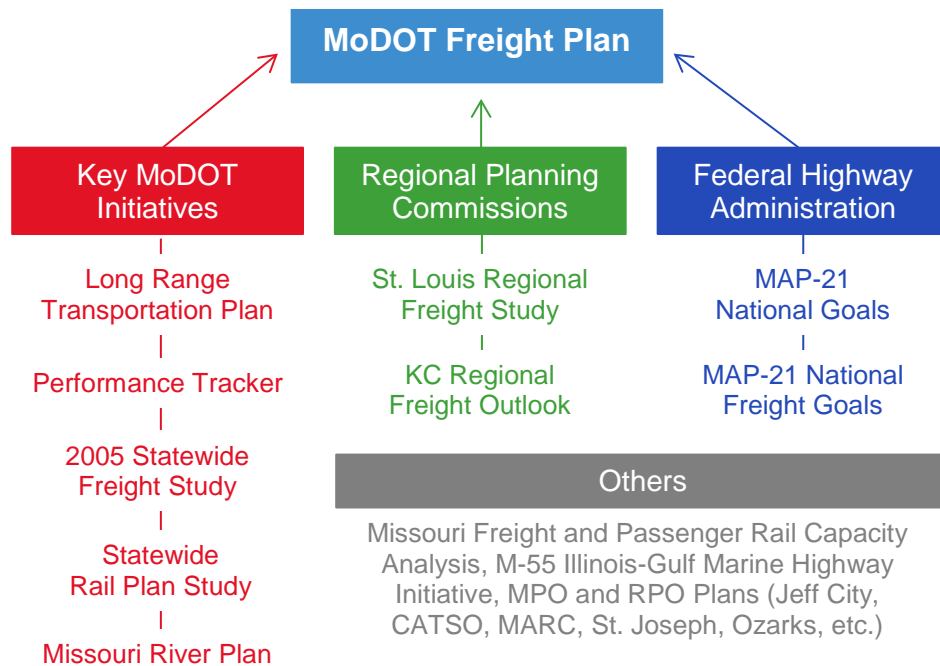 MoDOT Freight Plan
Key MoDOT
Initiatives
Long Range
Transportation Plan
Performance Tracker
2005 Statewide
Freight Study
Statewide
Rail Plan Study
Missouri River Plan
Regional Planning
Commissions
St. Louis Regional
Freight Study
KC Regional
Freight Outlook
Federal Highway
Administration
MAP-21
National Goals
MAP-21 National
Freight Goals
Others
Missouri Freight and Passenger Rail Capacity
Analysis, M-55 Illinois-Gulf Marine Highway
Initiative, MPO and RPO Plans (Jeff City,
CATSO, MARC, St. Joseph, Ozarks, etc.)